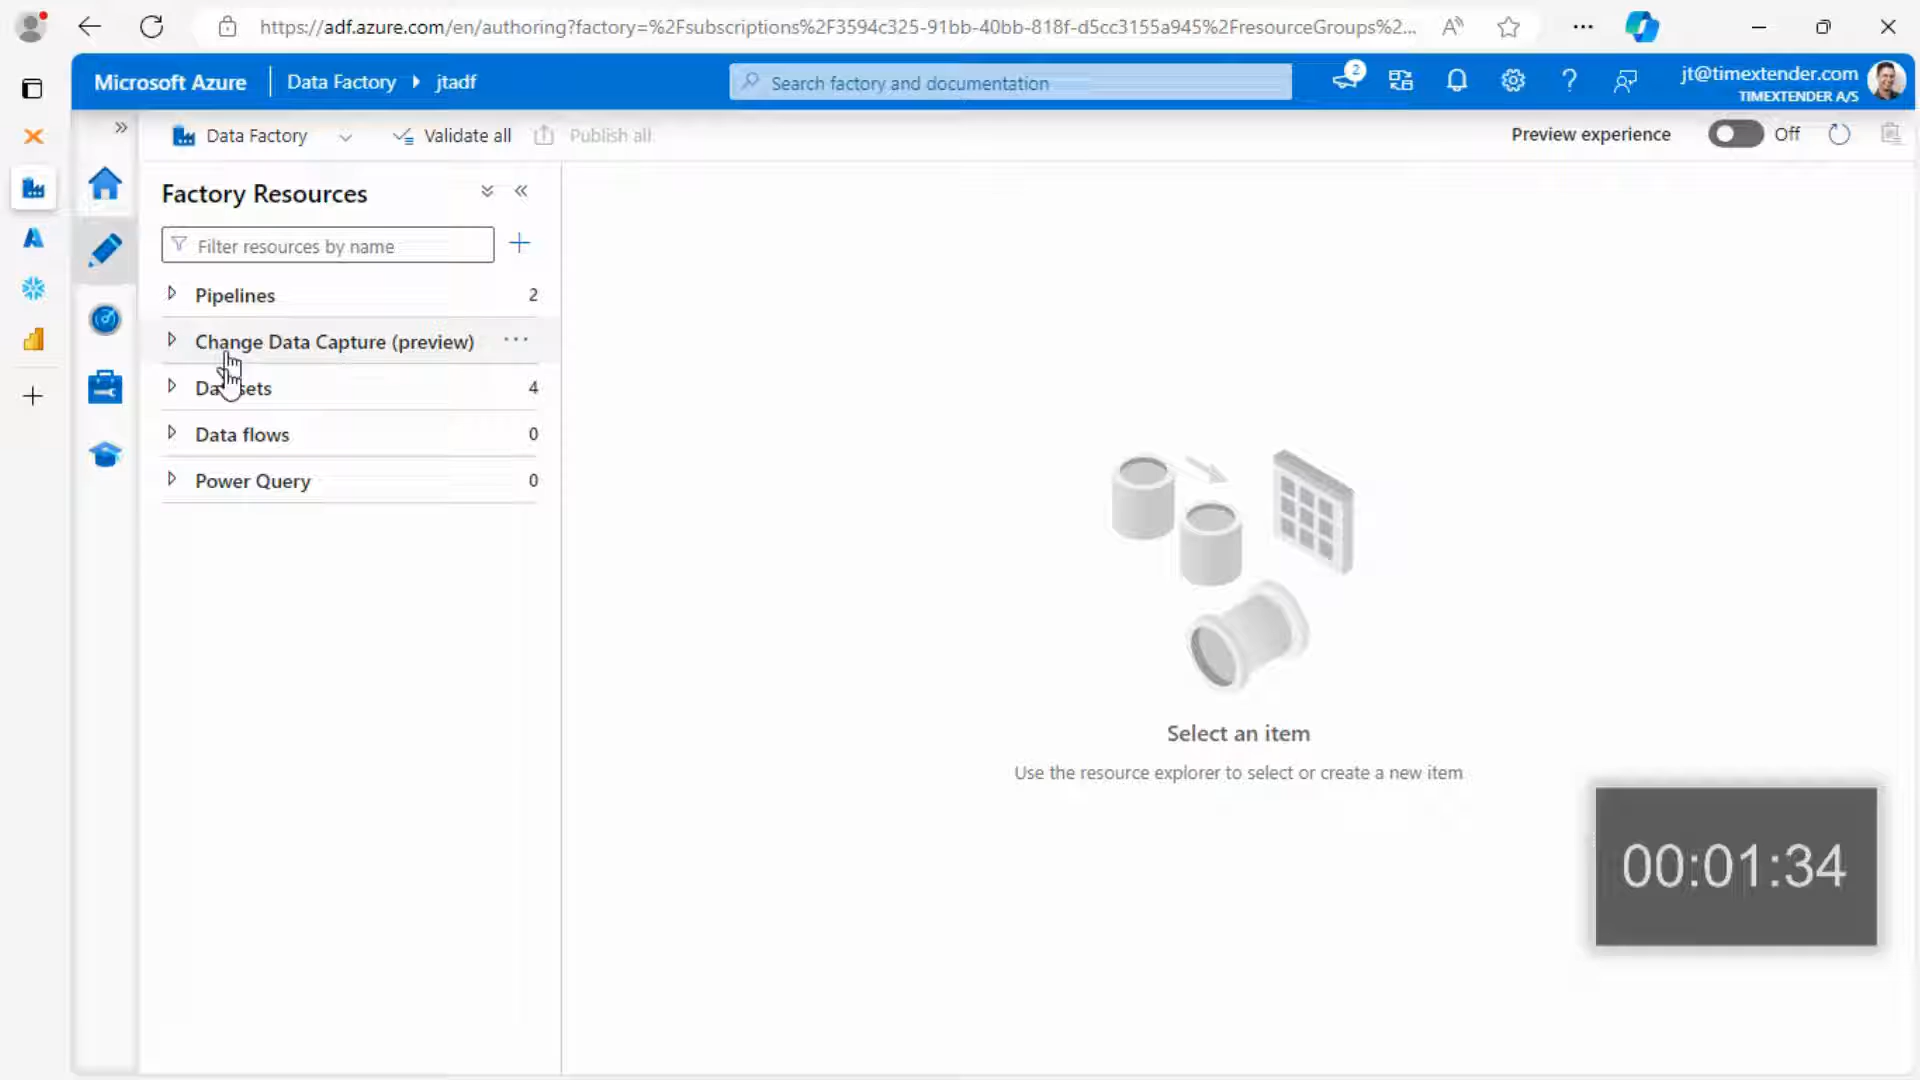 https://adf.azure.com/en/authoring?factory=%2Fsubscriptions%2F3594c325-91bb-40bb-818f-d5cc3155a945%2FresourceGroups%2...
Microsoft Azure
Data Factory
jtadf
Search factory and documentation
2
jt@timextender.com
TIMEXTENDER A/S
Data Factory
Validate all
Publish all
Preview experience
Off
Factory Resources
Filter resources by name
Pipelines 2
Change Data Capture (preview)
Datasets 4
Data flows 0
Power Query 0
Select an item
Use the resource explorer to select or create a new item
00:01:34